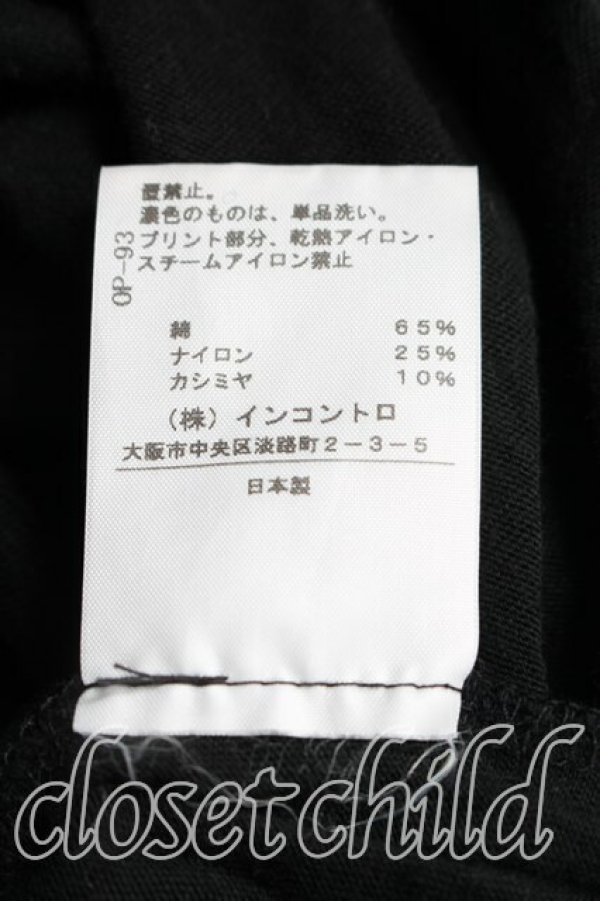 置禁止。
濃色のものは、単品洗い。
プリント部分、乾熱アイロン・
スチームアイロン禁止
OP-93
綿 65%
ナイロン 25%
カシミヤ 10%
(株)インコントロ
大阪市中央区淡路町2-3-5
日本製
closet child